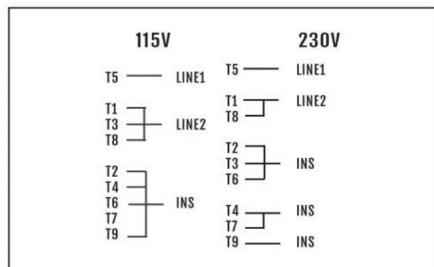 115V
T5 LINE1
T1
T3 LINE2
T8
T2
T4
T6 INS
T7
T9
230V
T5 LINE1
T1 LINE2
T8
T2
T3 INS
T6
T4 INS
T7
T9 INS